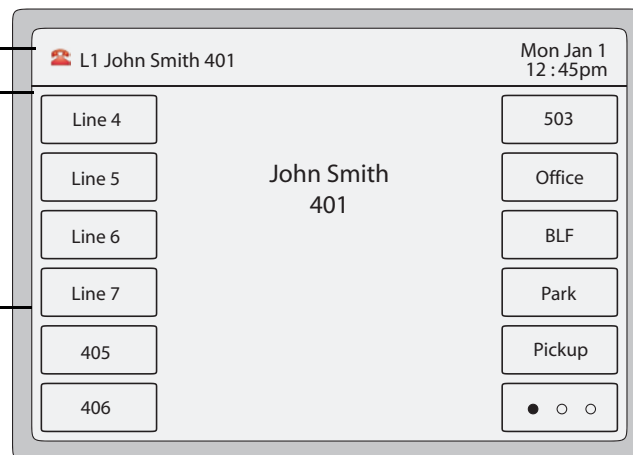 L1 John Smith 401
Mon Jan 1
12 : 45pm
Line 4
Line 5
Line 6
Line 7
405
406
John Smith
401
503
Office
BLF
Park
Pickup